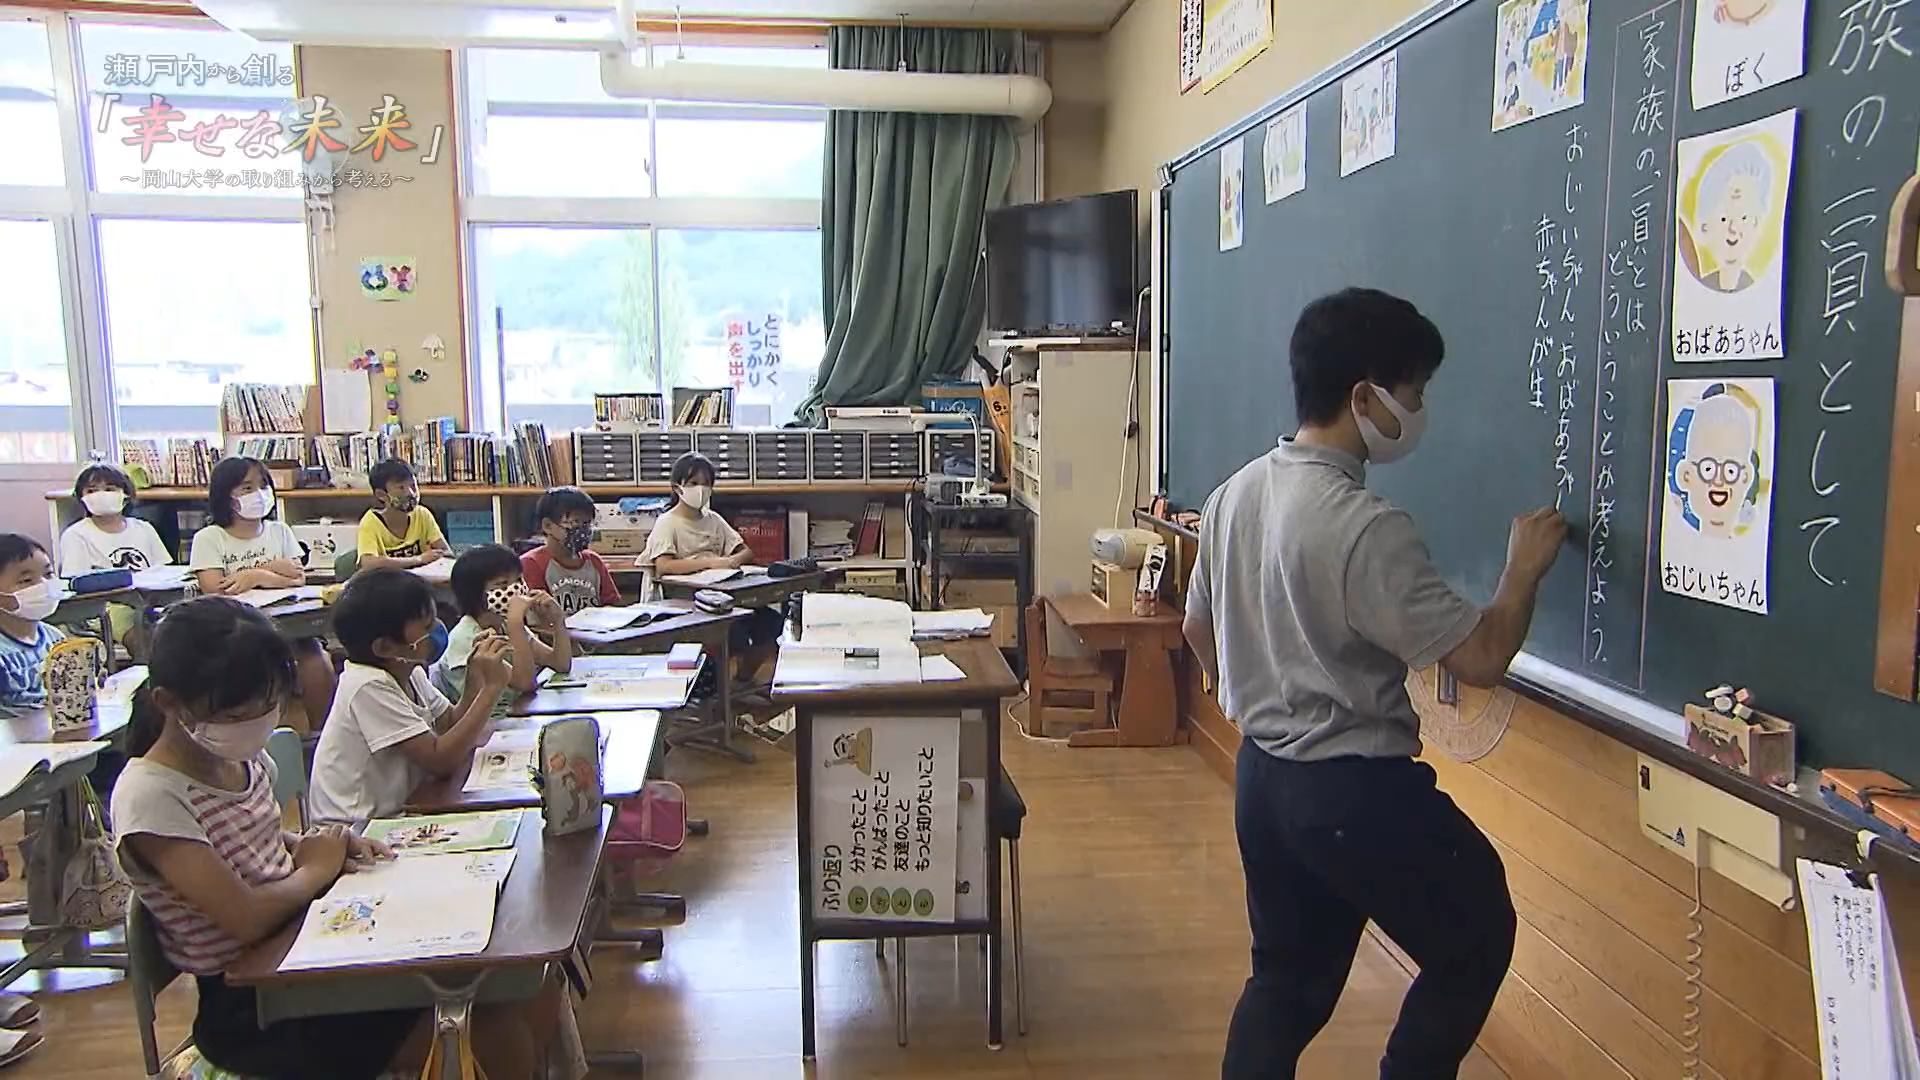 瀬戸内から創る
「幸せな未来」
～岡山大学の取り組みから考える～
とにかく
しっかり
声を出す
族の一員として
ぼく
おばあちゃん
おじいちゃん
家族の一員とは、
どういうことか考えよう。
おじいちゃん、おばあちゃ
赤ちゃんが生
ふり返り
わ 分かったこと
が がんばったこと
と 友達のこと
も もっと知りたいこと